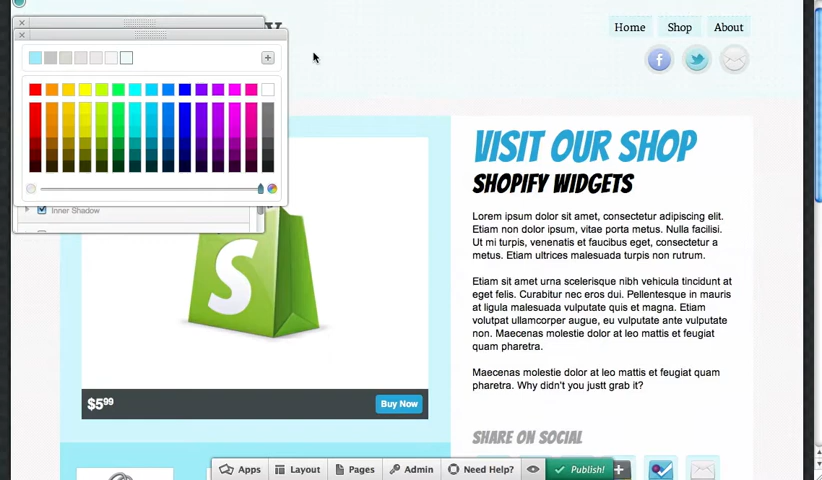 Home Shop About
Inner Shadow
VISIT OUR SHOP
SHOPIFY WIDGETS
Lorem ipsum dolor sit amet, consectetur adipiscing elit.
Etiam non dolor ipsum, vitae porta metus. Nulla facilisi.
Ut mi turpis, venenatis et faucibus eget, consectetur a
metus. Etiam ultrices malesuada turpis non rutrum.
Etiam sit amet urna scelerisque nibh vehicula tincidunt at
eget felis. Curabitur nec eros dui. Pellentesque in mauris
at ligula malesuada vulputate quis et magna. Etiam
volutpat ullamcorper augue, eu vulputate ante vulputate
non. Maecenas molestie dolor at leo mattis et feugiat
quam pharetra.
Maecenas molestie dolor at leo mattis et feugiat quam
pharetra. Why didn't you justt grab it?
$5.99
Buy Now
SHARE ON SOCIAL
Apps Layout Pages Admin Need Help? Publish!